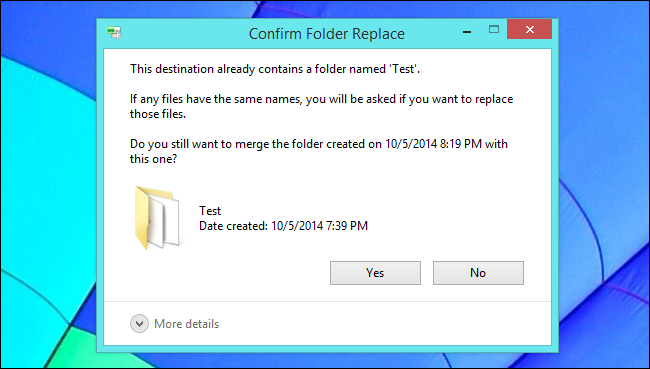 Confirm Folder Replace
This destination already contains a folder named 'Test'.
If any files have the same names, you will be asked if you want to replace
those files.
Do you still want to merge the folder created on 10/5/2014 8:19 PM with
this one?
Test
Date created: 10/5/2014 7:39 PM
Yes
No
More details